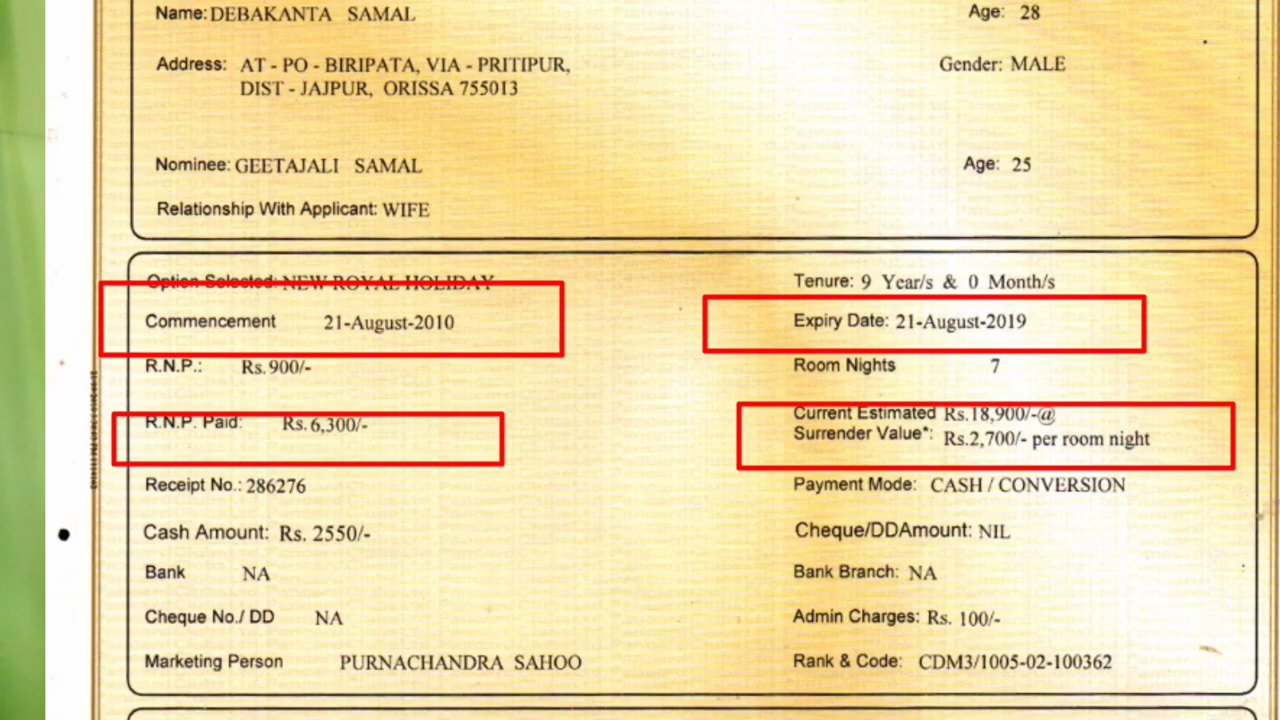 Name: DEBAKANTA SAMAL Age: 28
Address: AT - PO - BIRIPATA, VIA - PRITIPUR, Gender: MALE
DIST - JAJPUR, ORISSA 755013
Nominee: GEETAJALI SAMAL Age: 25
Relationship With Applicant: WIFE
Option Selected: NEW ROYAL HOLIDAY Tenure: 9 Year/s & 0 Month/s
Commencement 21-August-2010 Expiry Date: 21-August-2019
R.N.P.: Rs. 900/- Room Nights 7
R.N.P. Paid: Rs. 6,300/- Current Estimated Rs.18,900/-@
Surrender Value*: Rs.2,700/- per room night
Receipt No.: 286276 Payment Mode: CASH / CONVERSION
Cash Amount: Rs. 2550/- Cheque/DDAmount: NIL
Bank NA Bank Branch: NA
Cheque No./ DD NA Admin Charges: Rs. 100/-
Marketing Person PURNACHANDRA SAHOO Rank & Code: CDM3/1005-02-100362